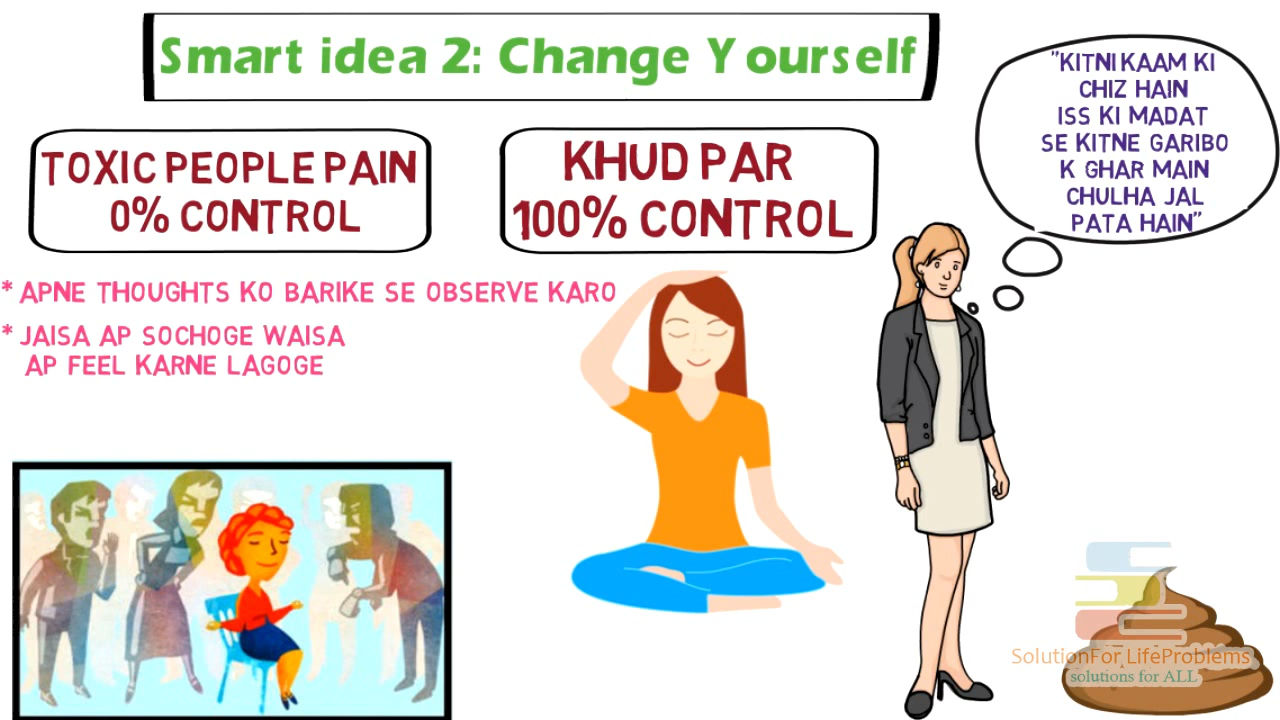 Smart idea 2: Change Yourself
TOXIC PEOPLE PAIN
0% CONTROL
KHUD PAR
100% CONTROL
"KITNI KAAM KI
CHIZ HAIN
ISS KI MADAT
SE KITNE GARIBO
K GHAR MAIN
CHULHA JAL
PATA HAIN"
* APNE THOUGHTS KO BARIKE SE OBSERVE KARO
* JAISA AP SOCHOGE WAISA
AP FEEL KARNE LAGOGE
SolutionFor LifeProblems
solutions for ALL